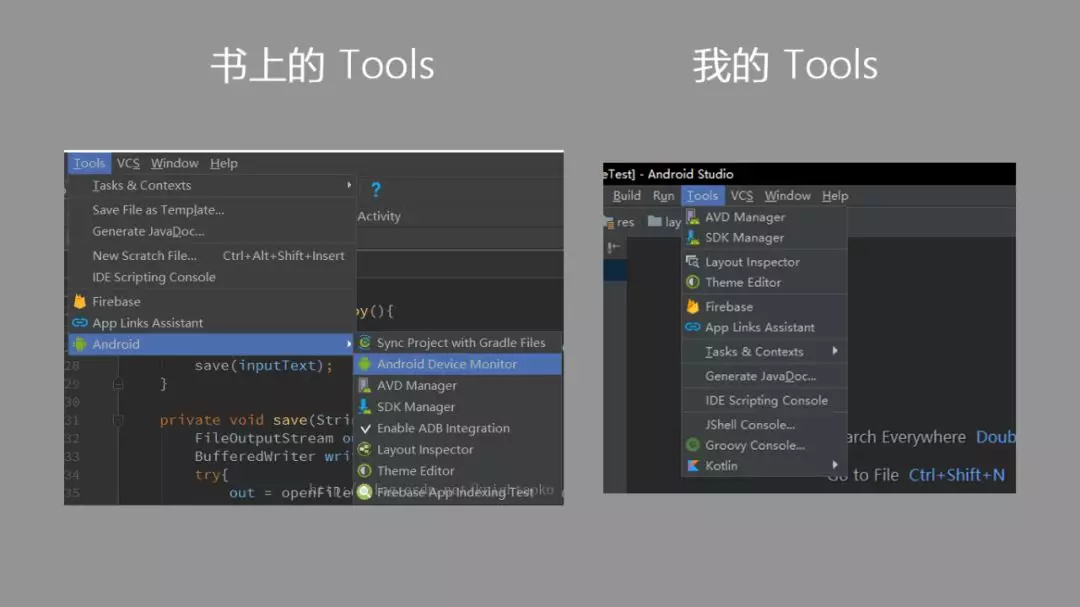 书上的 Tools
我的 Tools
Tools VCS Window Help
Tasks & Contexts
Save File as Template...
Generate JavaDoc...
Activity
New Scratch File... Ctrl+Alt+Shift+Insert
IDE Scripting Console
Firebase
App Links Assistant
Android
Sync Project with Gradle Files
Android Device Monitor
AVD Manager
SDK Manager
Enable ADB Integration
Layout Inspector
Theme Editor
Firebase App Indexing Test
py(){
28 save(inputText);
29 }
30
31 private void save(Stri
32 FileOutputStream ou
33 BufferedWriter wri
34 try{
35 out = openFile
eTest] - Android Studio
Build Run Tools VCS Window Help
res lay
AVD Manager
SDK Manager
Layout Inspector
Theme Editor
Firebase
App Links Assistant
Tasks & Contexts
Generate JavaDoc...
IDE Scripting Console
JShell Console...
Groovy Console...
Kotlin
arch Everywhere Doub
Go to File Ctrl+Shift+N